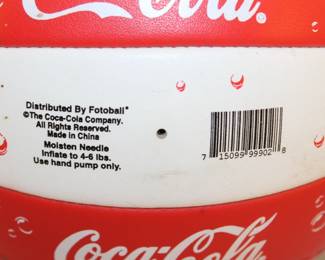 Cola®
Distributed By Fotoball®
©The Coca-Cola Company.
All Rights Reserved.
Made in China
Moisten Needle
Inflate to 4-6 lbs.
Use hand pump only.
7 15099 99902 8
Coca-Cola